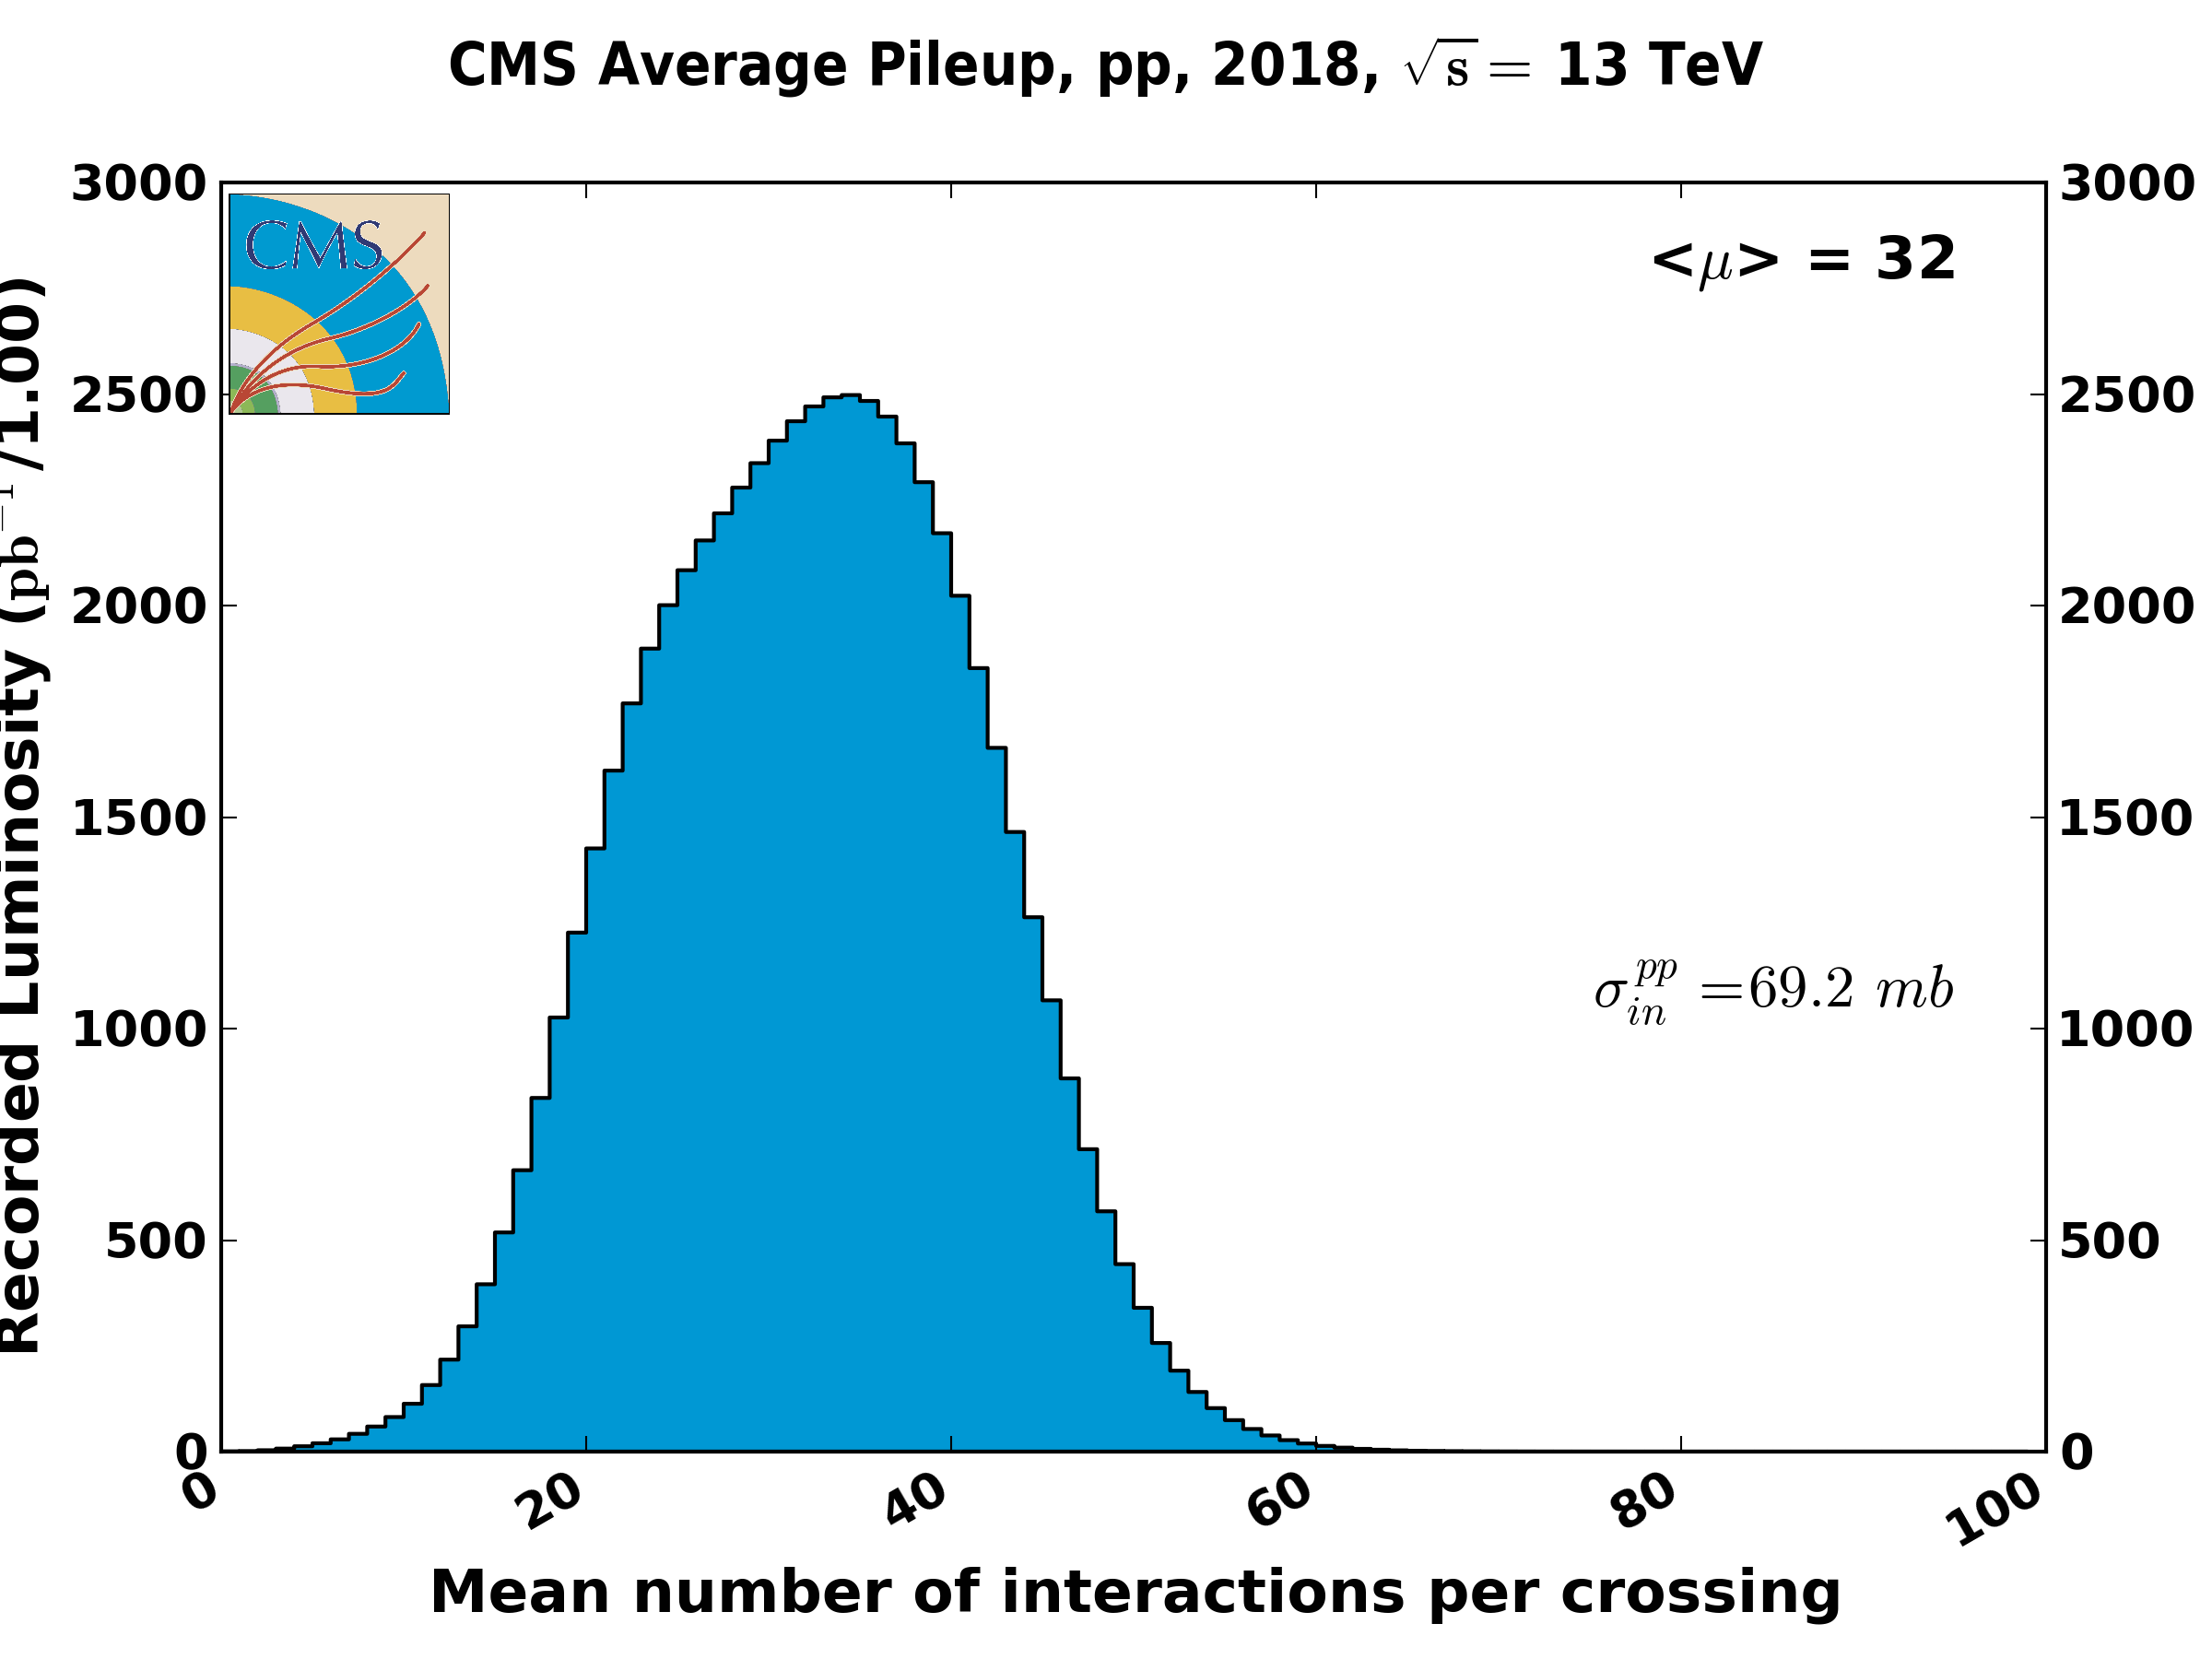 CMS Average Pileup, pp, 2018, √s = 13 TeV
CMS
<μ> = 32
σ_in^pp =69.2 mb
3000
2500
2000
1500
1000
500
0
3000
2500
2000
1500
1000
500
0
0 20 40 60 80 100
Recorded Luminosity (pb⁻¹/1.00)
Mean number of interactions per crossing